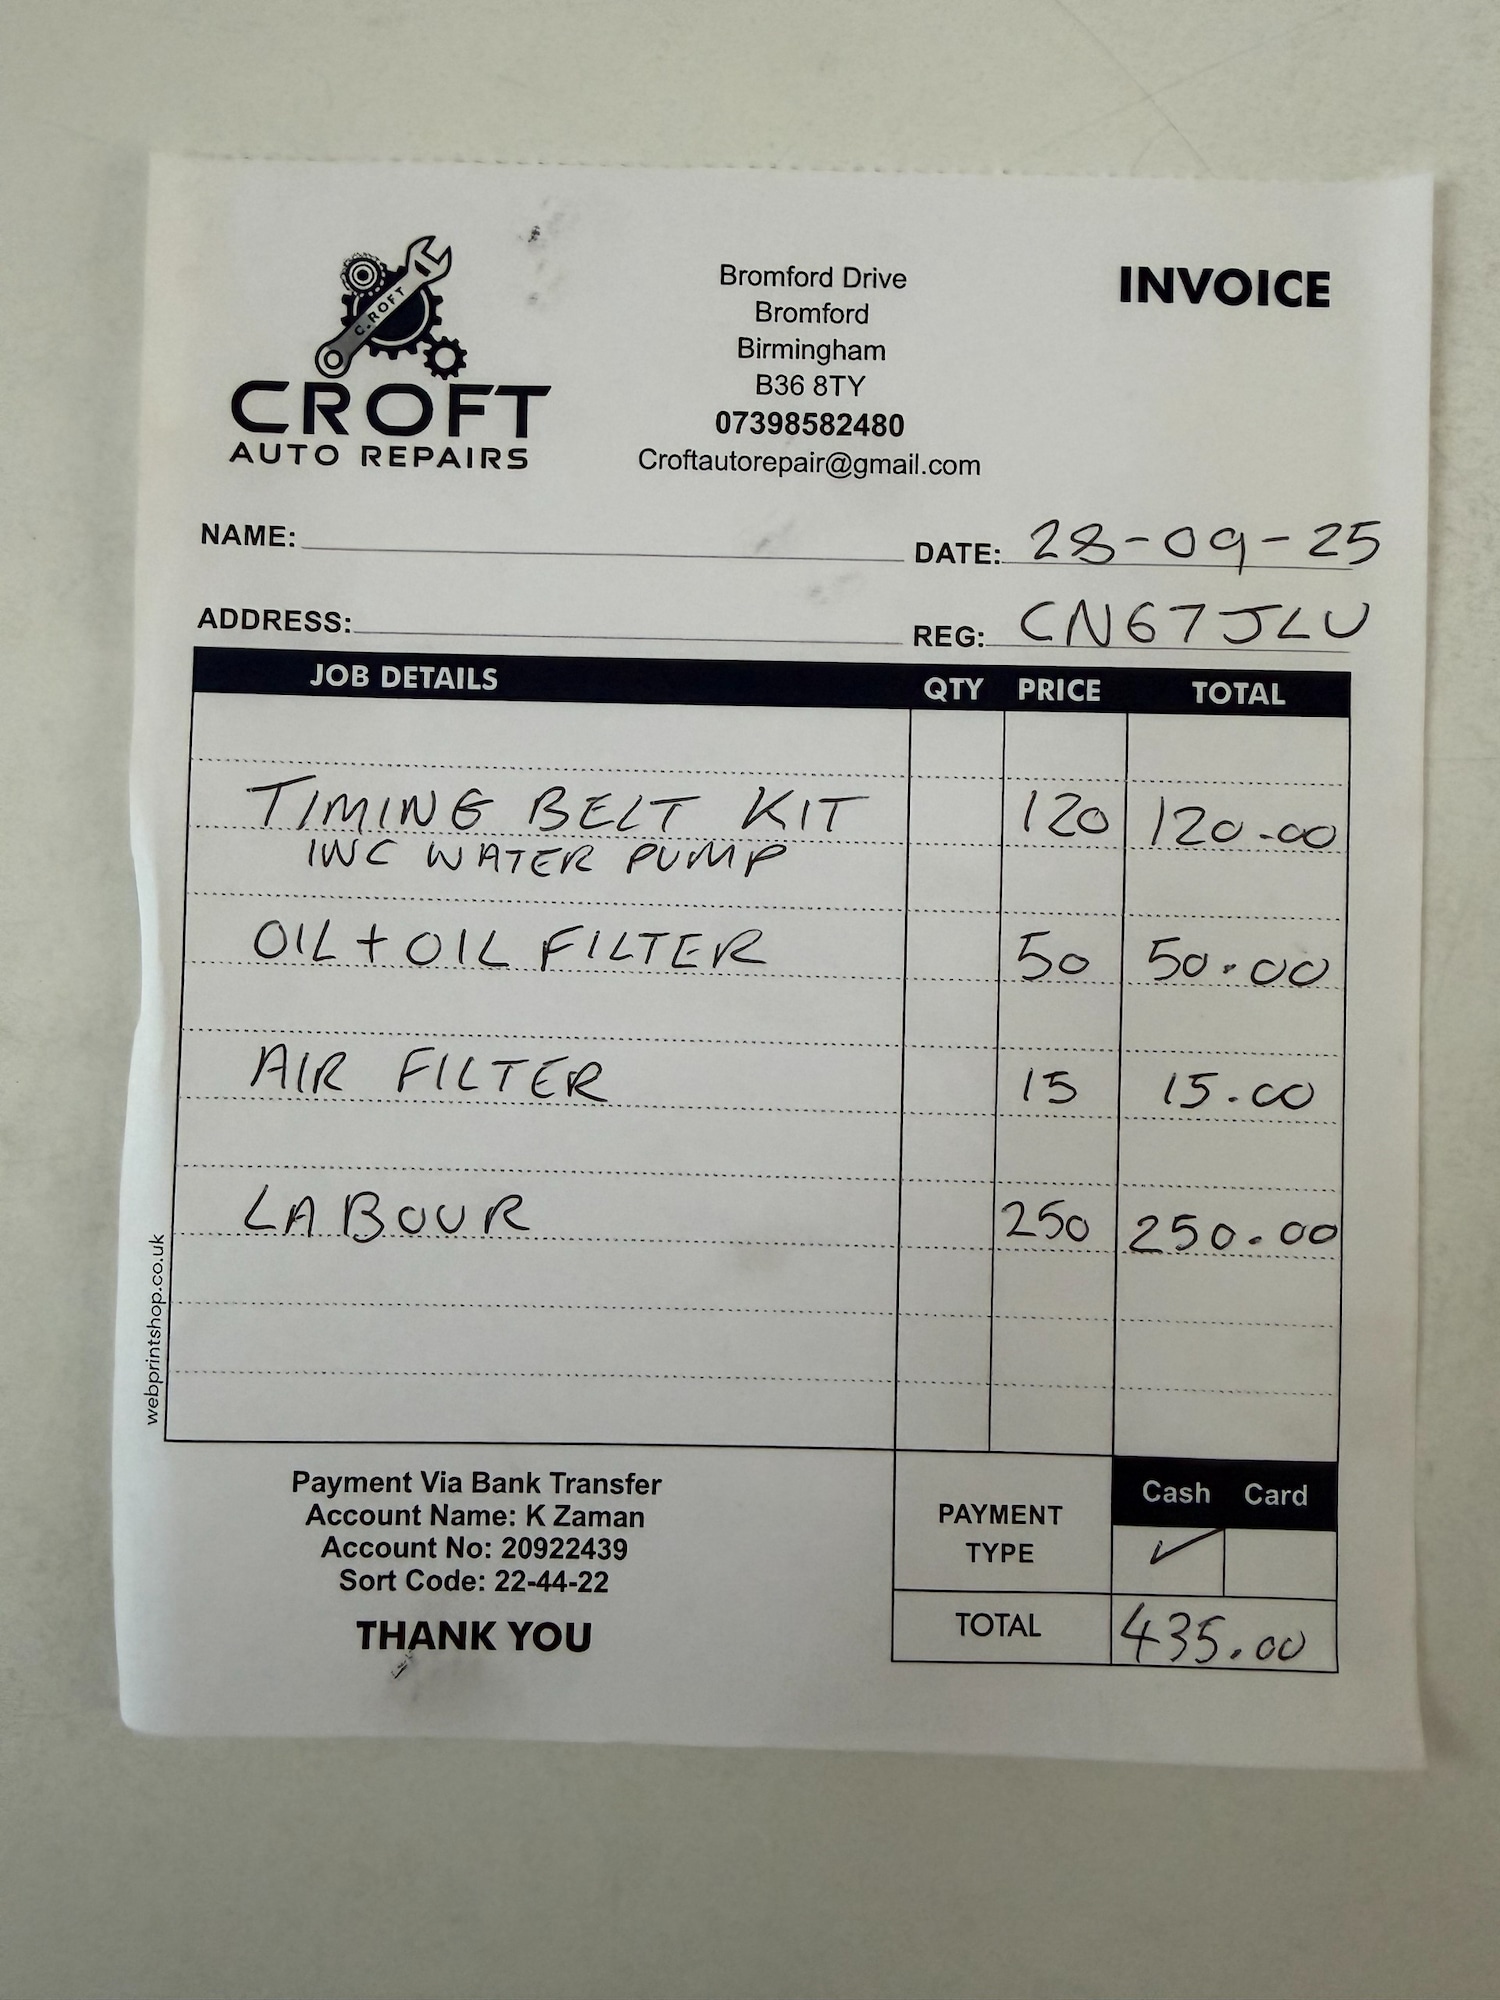 C.ROFT
CROFT
AUTO REPAIRS
Bromford Drive
Bromford
Birmingham
B36 8TY
07398582480
Croftautorepair@gmail.com
INVOICE
NAME:
DATE: 28-09-25
ADDRESS:
REG: CN67JLU
JOB DETAILS QTY PRICE TOTAL
TIMING BELT KIT 120 120.00
INC WATER PUMP
OIL + OIL FILTER 50 50.00
AIR FILTER 15 15.00
LABOUR 250 250.00
webprintshop.co.uk
Payment Via Bank Transfer
Account Name: K Zaman
Account No: 20922439
Sort Code: 22-44-22
THANK YOU
PAYMENT TYPE
Cash Card
✓
TOTAL 435.00